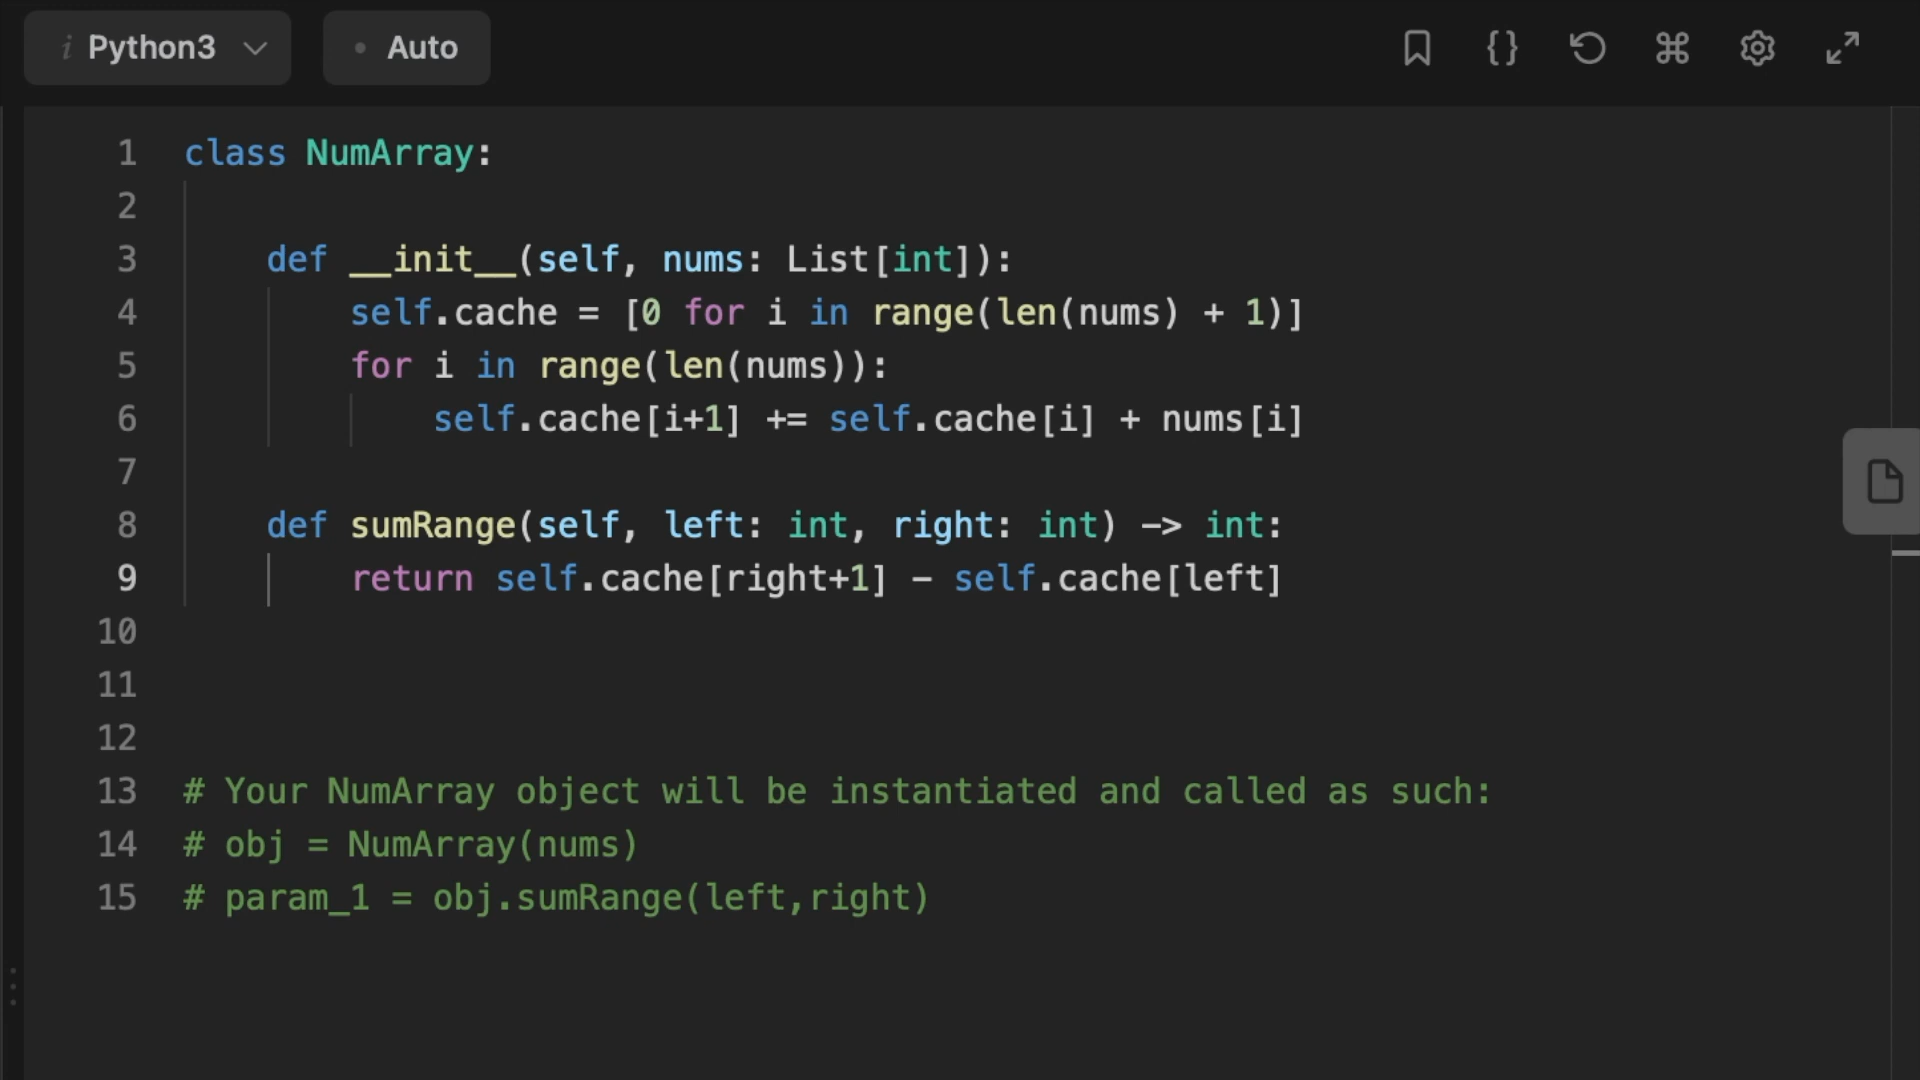 i Python3
• Auto
1 class NumArray:
2
3     def __init__(self, nums: List[int]):
4         self.cache = [0 for i in range(len(nums) + 1)]
5         for i in range(len(nums)):
6             self.cache[i+1] += self.cache[i] + nums[i]
7
8     def sumRange(self, left: int, right: int) -> int:
9         return self.cache[right+1] - self.cache[left]
10
11
12
13 # Your NumArray object will be instantiated and called as such:
14 # obj = NumArray(nums)
15 # param_1 = obj.sumRange(left,right)